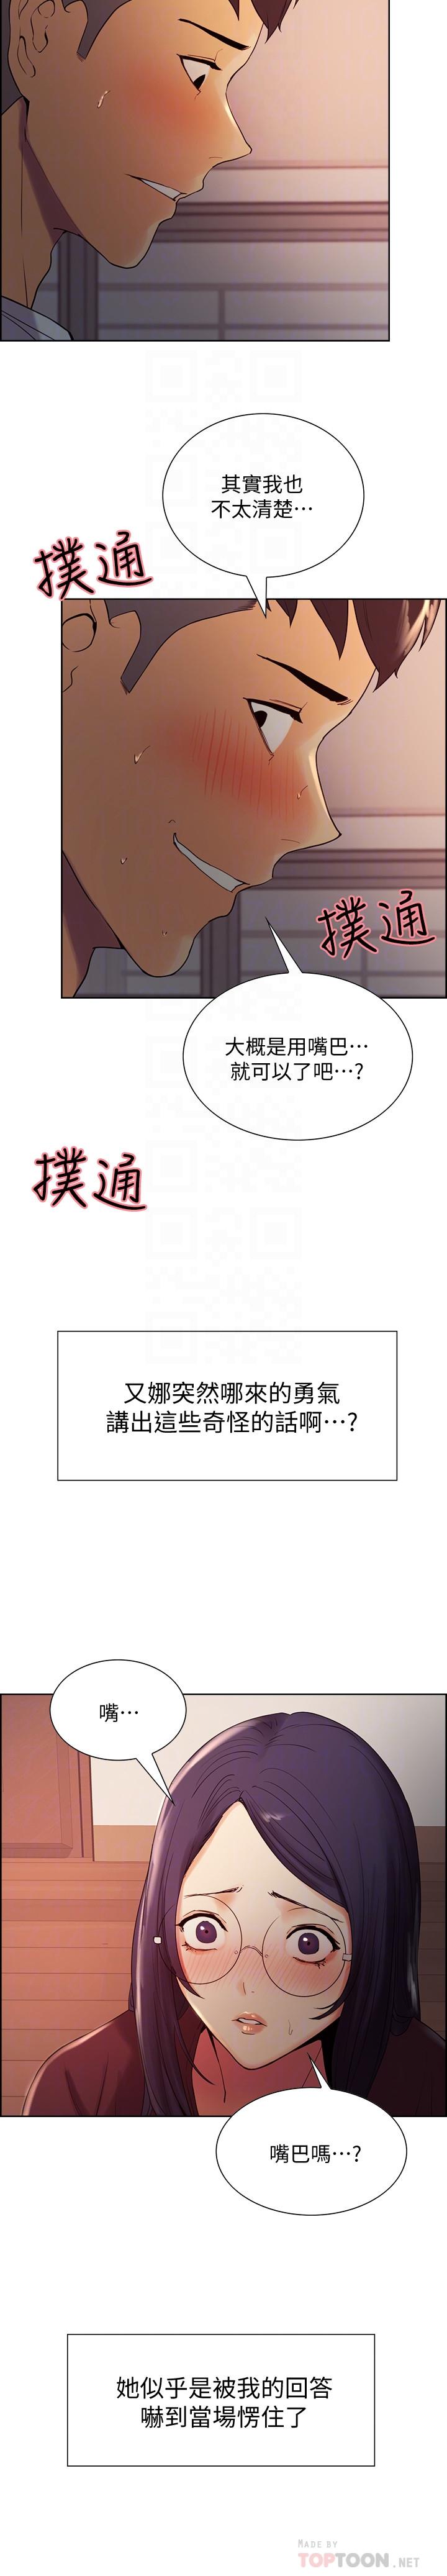 其實我也
不太清楚⋯
撲通
撲通
大概是用嘴巴⋯
就可以了吧⋯?
撲通
又娜突然哪來的勇氣
講出這些奇怪的話啊⋯?
嘴⋯
嘴巴嗎⋯?
她似乎是被我的回答
嚇到當場愣住了
MADE BY
TOPTOON.NET